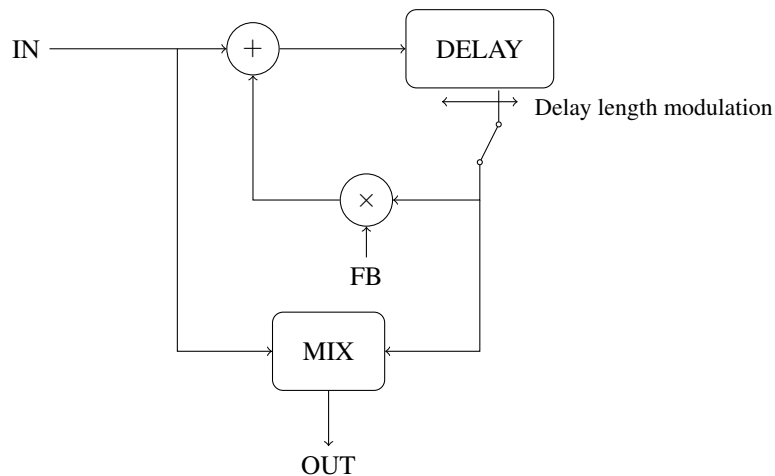 IN
+
DELAY
Delay length modulation
×
FB
MIX
OUT